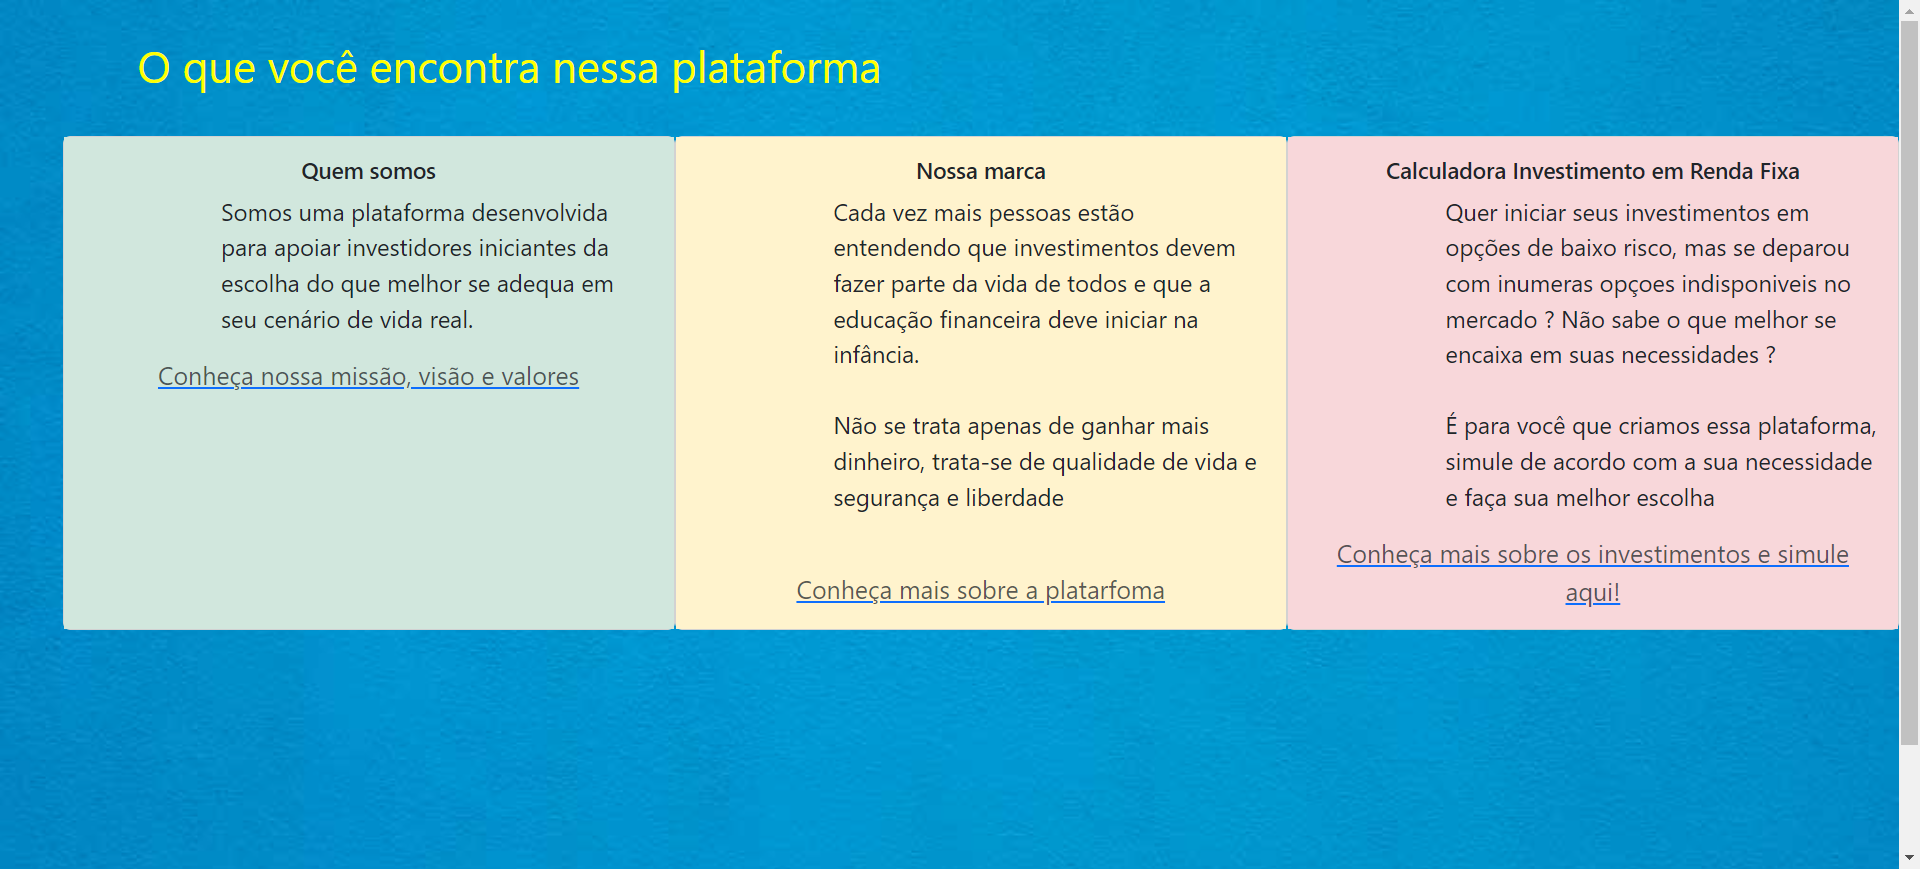 O que você encontra nessa plataforma
Quem somos
Somos uma plataforma desenvolvida
para apoiar investidores iniciantes da
escolha do que melhor se adequa em
seu cenário de vida real.
Conheça nossa missão, visão e valores
Nossa marca
Cada vez mais pessoas estão
entendendo que investimentos devem
fazer parte da vida de todos e que a
educação financeira deve iniciar na
infância.
Não se trata apenas de ganhar mais
dinheiro, trata-se de qualidade de vida e
segurança e liberdade
Conheça mais sobre a platarfoma
Calculadora Investimento em Renda Fixa
Quer iniciar seus investimentos em
opções de baixo risco, mas se deparou
com inumeras opçoes indisponiveis no
mercado ? Não sabe o que melhor se
encaixa em suas necessidades ?
É para você que criamos essa plataforma,
simule de acordo com a sua necessidade
e faça sua melhor escolha
Conheça mais sobre os investimentos e simule
aqui!